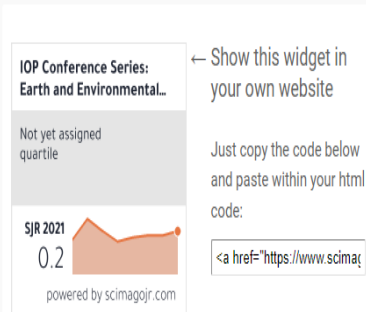 IOP Conference Series:
Earth and Environmental...
Not yet assigned
quartile
SJR 2021
0.2
powered by scimagojr.com
← Show this widget in
your own website
Just copy the code below
and paste within your html
code:
<a href="https://www.scimag